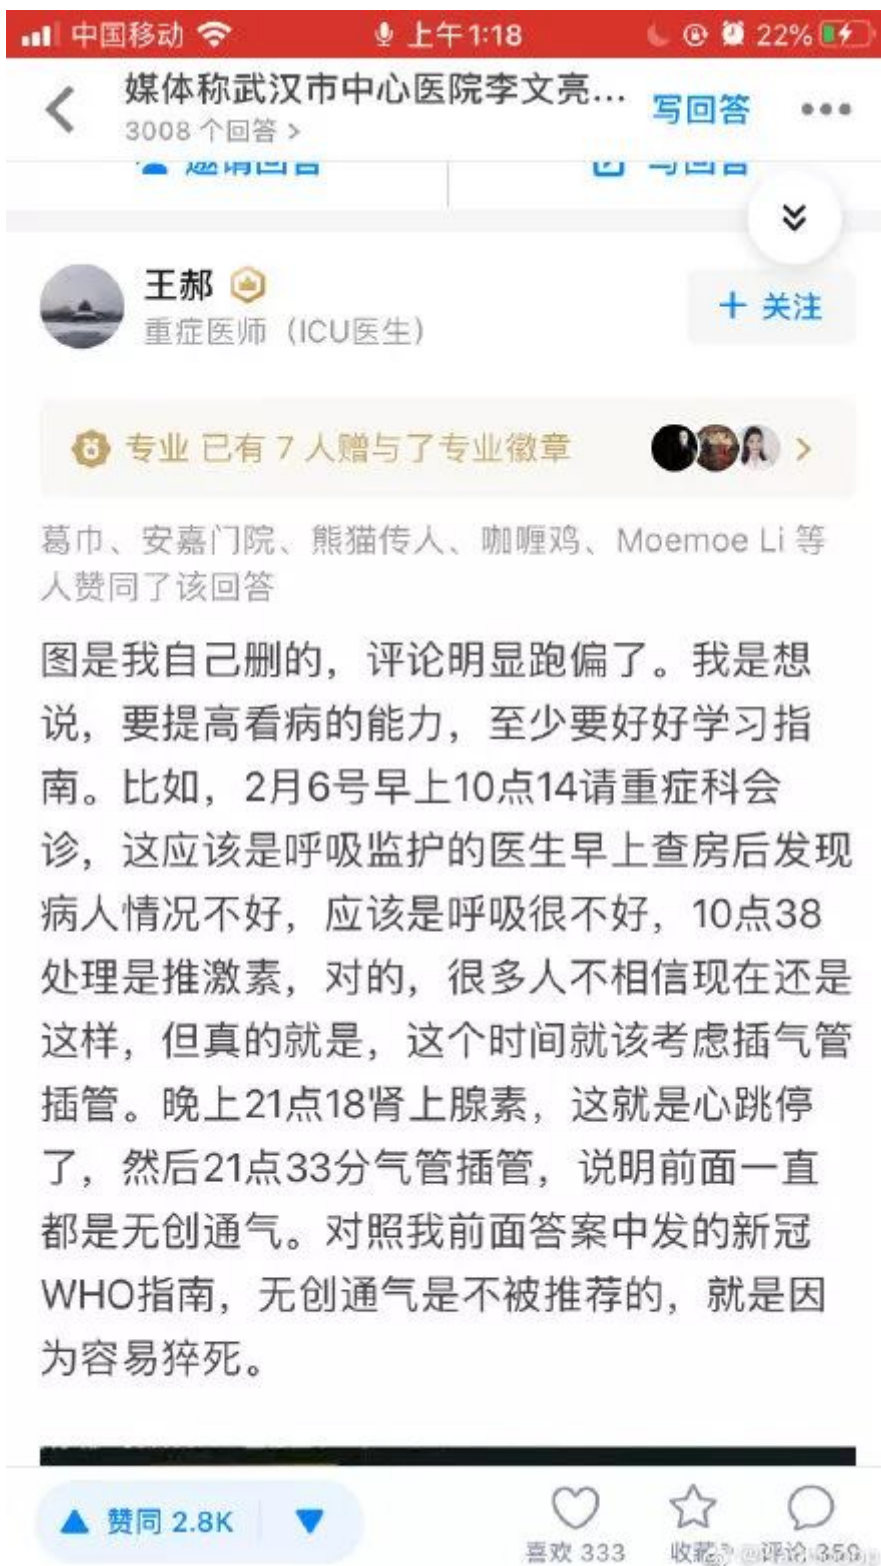 中国移动 上午1:18 22%
媒体称武汉市中心医院李文亮... 写回答
3008 个回答 >
邀请回答 写回答
王郝
+ 关注
重症医师（ICU医生）
专业 已有 7 人赠与了专业徽章 >
葛巾、安嘉门院、熊猫传人、咖喱鸡、Moemoe Li 等
人赞同了该回答
图是我自己删的，评论明显跑偏了。我是想
说，要提高看病的能力，至少要好好学习指
南。比如，2月6号早上10点14请重症科会
诊，这应该是呼吸监护的医生早上查房后发现
病人情况不好，应该是呼吸很不好，10点38
处理是推激素，对的，很多人不相信现在还是
这样，但真的就是，这个时间就该考虑插气管
插管。晚上21点18肾上腺素，这就是心跳停
了，然后21点33分气管插管，说明前面一直
都是无创通气。对照我前面答案中发的新冠
WHO指南，无创通气是不被推荐的，就是因
为容易猝死。
赞同 2.8K
喜欢 333 收藏 评论 359